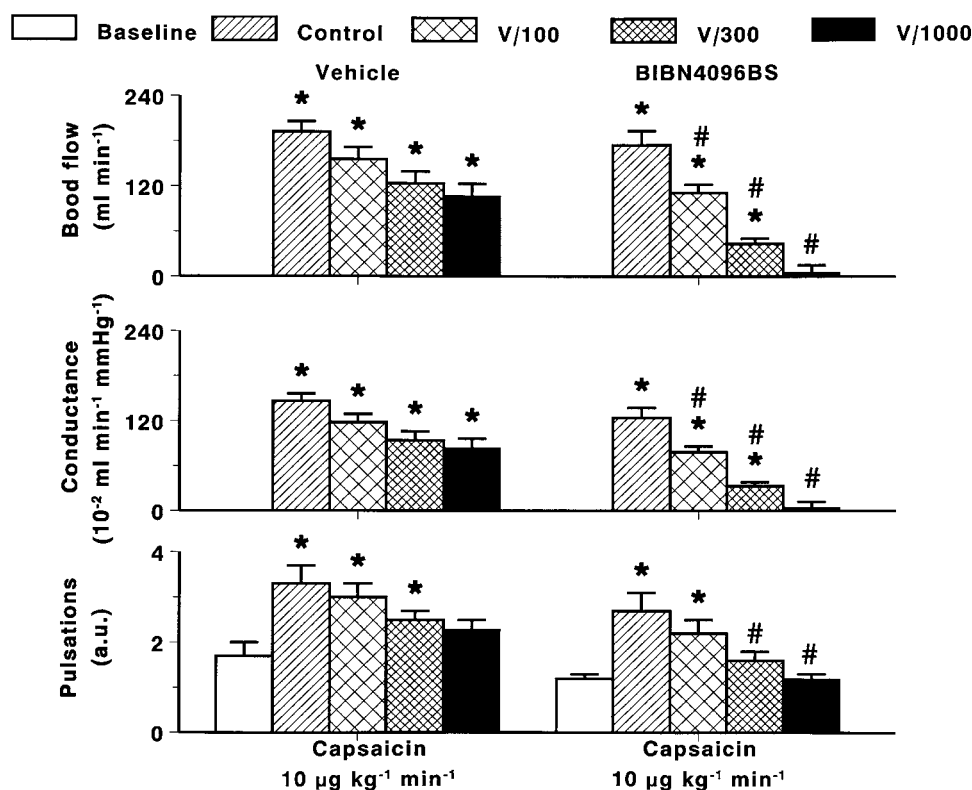 Baseline Control V/100 V/300 V/1000
Vehicle BIBN4096BS
Bood flow
(ml min⁻¹)
240
120
0
* * * *
* # * # * #
Conductance
(10⁻² ml min⁻¹ mmHg⁻¹)
240
120
0
* * * *
* # * # * #
Pulsations
(a.u.)
4
2
0
* * *
* * # #
Capsaicin Capsaicin
10 µg kg⁻¹ min⁻¹ 10 µg kg⁻¹ min⁻¹